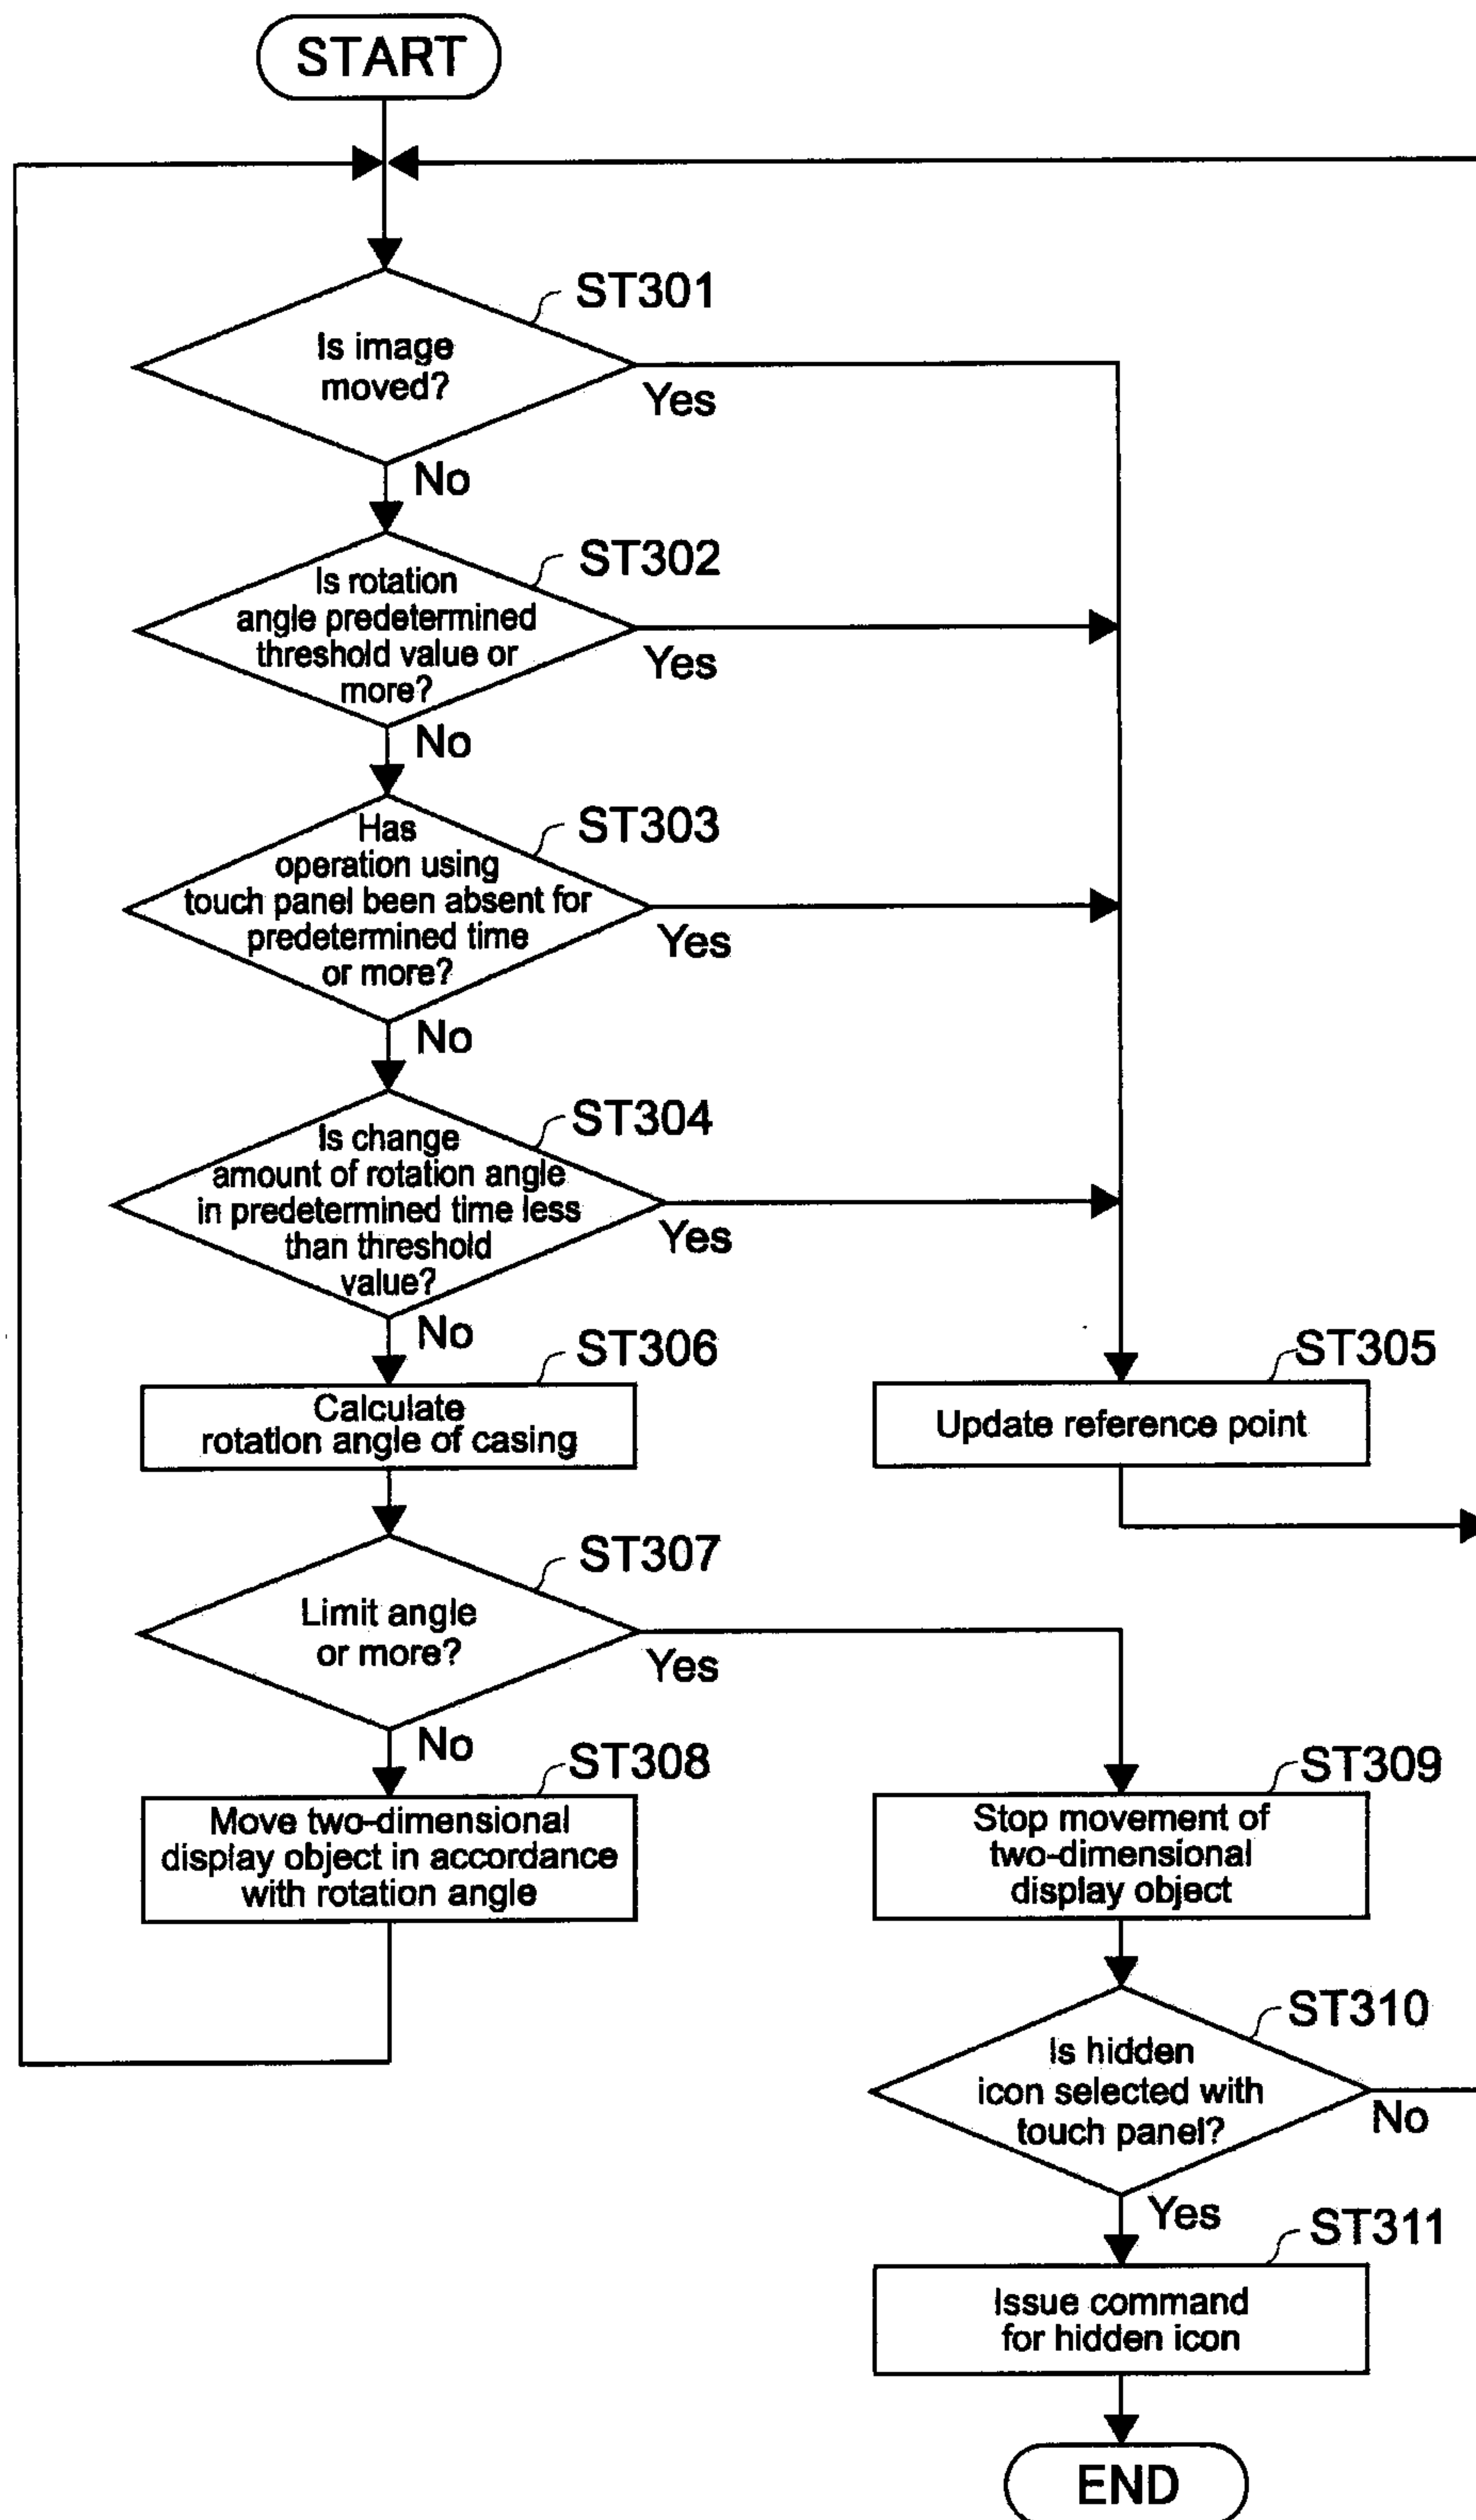 START
ST301
Is image
moved?
Yes
No
ST302
Is rotation
angle predetermined
threshold value or
more?
Yes
No
ST303
Has
operation using
touch panel been absent for
predetermined time
or more?
Yes
No
ST304
Is change
amount of rotation angle
in predetermined time less
than threshold
value?
Yes
No
ST306
Calculate
rotation angle of casing
ST305
Update reference point
ST307
Limit angle
or more?
Yes
No
ST308
Move two-dimensional
display object in accordance
with rotation angle
ST309
Stop movement of
two-dimensional
display object
ST310
Is hidden
icon selected with
touch panel?
No
Yes
ST311
Issue command
for hidden icon
END